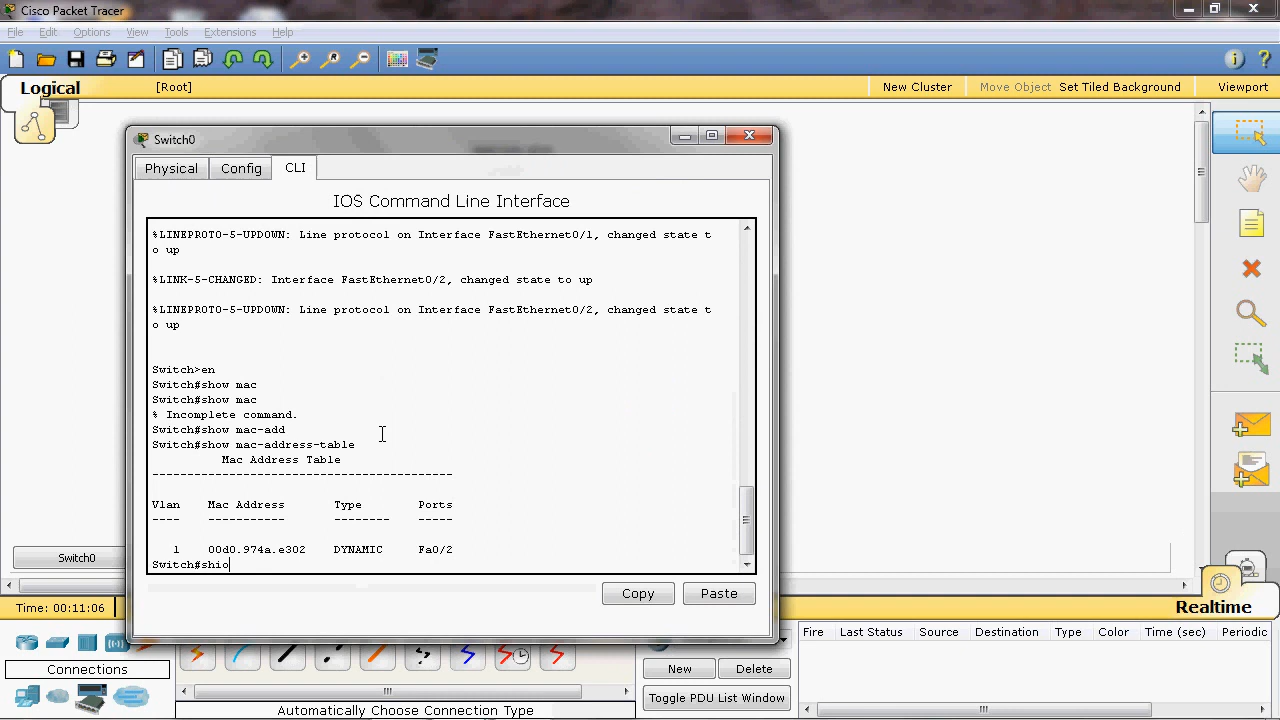 Cisco Packet Tracer
File Edit Options View Tools Extensions Help
Logical
[Root]
New Cluster
Move Object
Set Tiled Background
Viewport
Switch0
Physical
Config
CLI
IOS Command Line Interface
%LINEPROTO-5-UPDOWN: Line protocol on Interface FastEthernet0/1, changed state t
o up
%LINK-5-CHANGED: Interface FastEthernet0/2, changed state to up
%LINEPROTO-5-UPDOWN: Line protocol on Interface FastEthernet0/2, changed state t
o up
Switch>en
Switch#show mac
Switch#show mac
% Incomplete command.
Switch#show mac-add
Switch#show mac-address-table
Mac Address Table
-------------------------------------------
Vlan Mac Address Type Ports
---- ----------- -------- -----
1 00d0.974a.e302 DYNAMIC Fa0/2
Switch#shio
Copy
Paste
Switch0
Time: 00:11:06
Realtime
Connections
Automatically Choose Connection Type
New
Delete
Toggle PDU List Window
Fi Last Status Source Destination Type Color Time (sec) Periodic